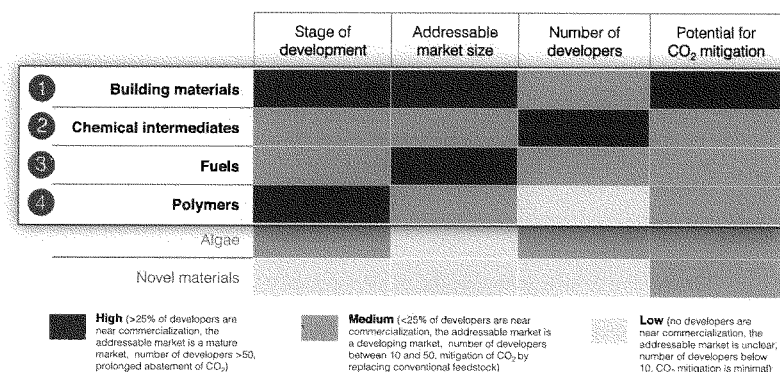 Stage of development
Addressable market size
Number of developers
Potential for CO₂ mitigation
1 Building materials
2 Chemical intermediates
3 Fuels
4 Polymers
Algae
Novel materials
High (>25% of developers are
near commercialization, the
addressable market is a mature
market, number of developers >50,
prolonged abatement of CO₂)
Medium (<25% of developers are near
commercialization, the addressable market is
a developing market, number of developers
between 10 and 50, mitigation of CO₂ by
replacing conventional feedstock)
Low (no developers are
near commercialization, the
addressable market is unclear,
number of developers below
10, CO₂ mitigation is minimal)